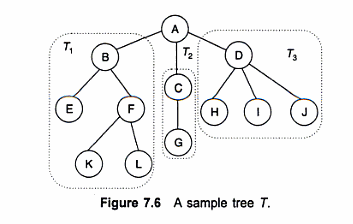 A
T1 B T2 D T3
C
E F H I J
G
K L
Figure 7.6 A sample tree T.